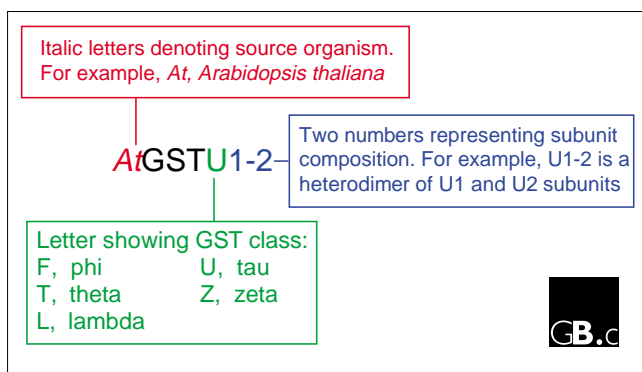 Italic letters denoting source organism.
For example, At, Arabidopsis thaliana
AtGSTU1-2
Two numbers representing subunit
composition. For example, U1-2 is a
heterodimer of U1 and U2 subunits
Letter showing GST class:
F, phi U, tau
T, theta Z, zeta
L, lambda
GB.c